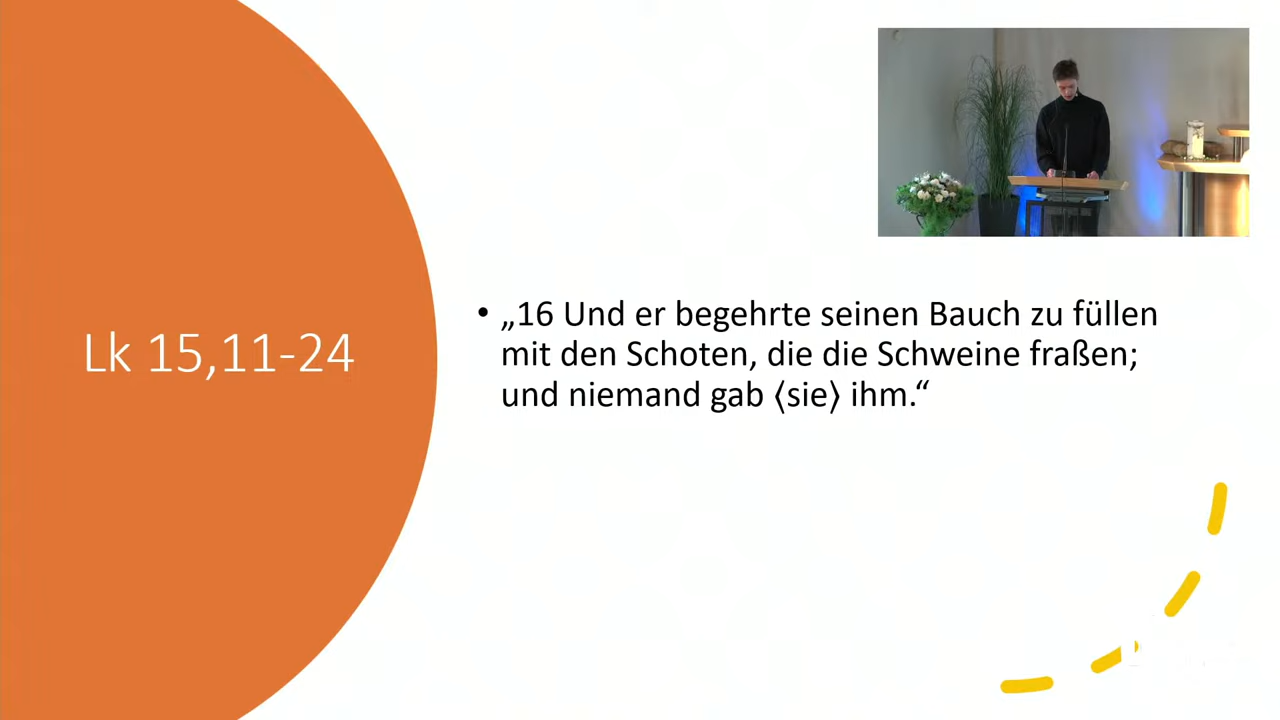 Lk 15,11-24
• „16 Und er begehrte seinen Bauch zu füllen
mit den Schoten, die die Schweine fraßen;
und niemand gab ⟨sie⟩ ihm.“